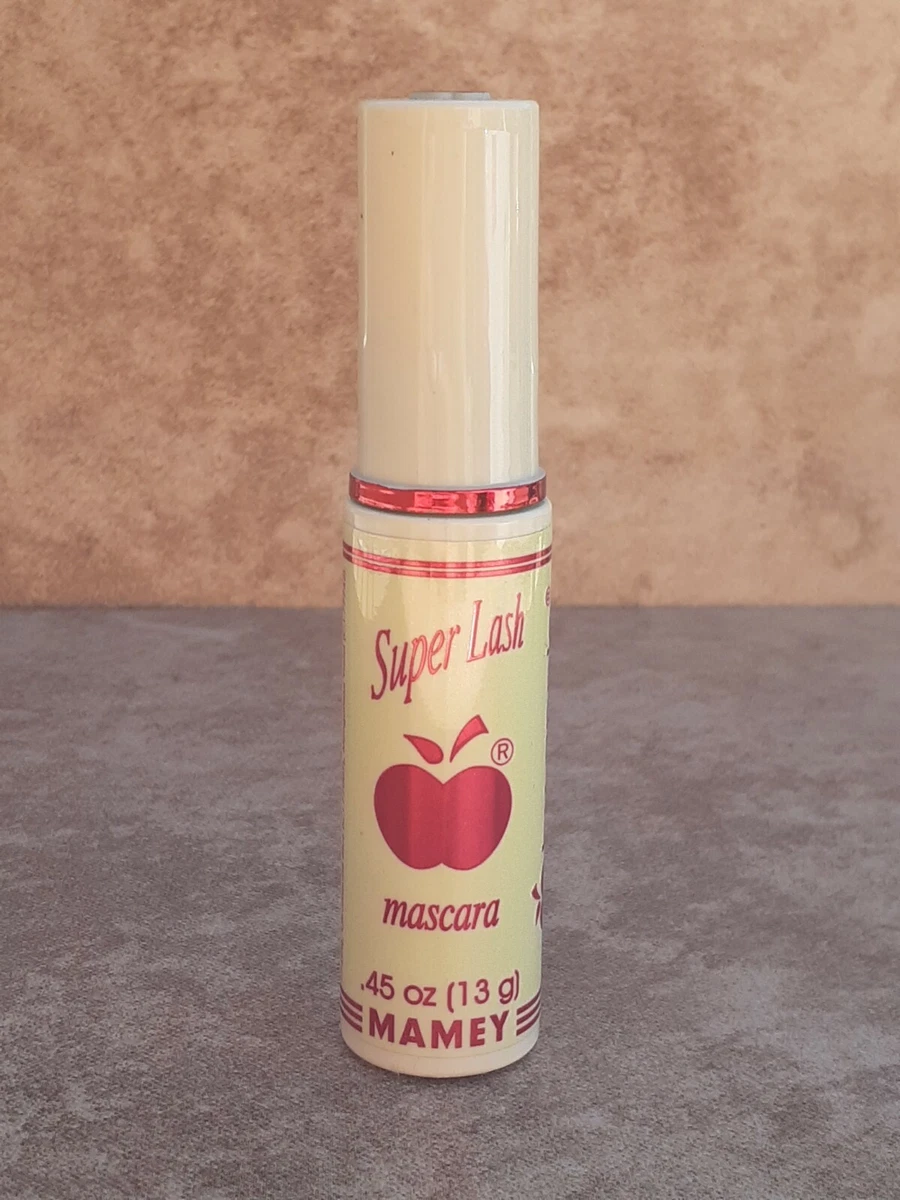 Super Lash
®
mascara
.45 oz (13 g)
MAMEY